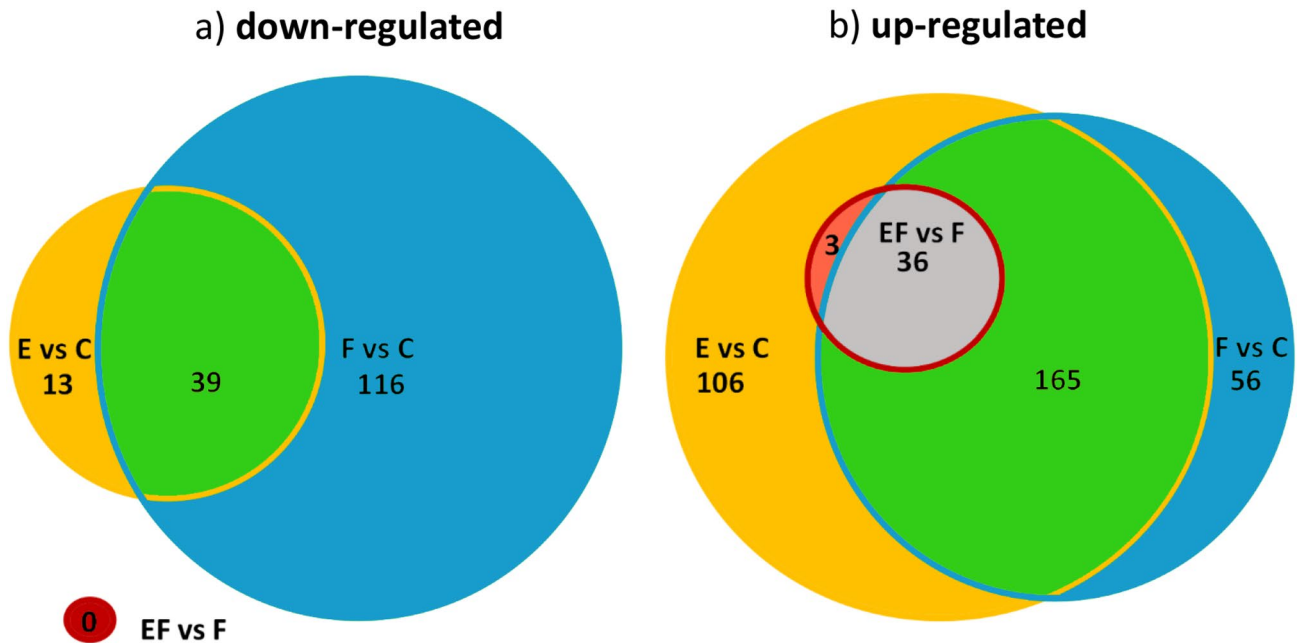 a) down-regulated
E vs C
13
39
F vs C
116
0
EF vs F
b) up-regulated
3
EF vs F
36
E vs C
106
165
F vs C
56